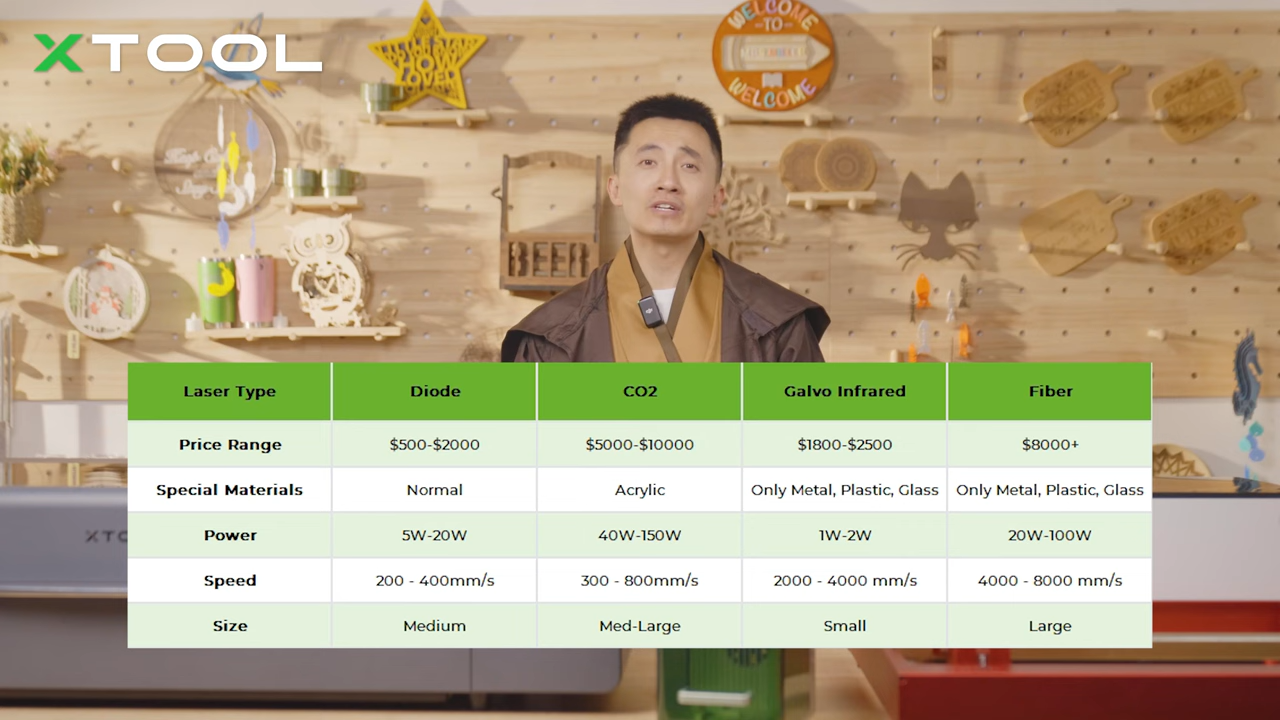 XTOOL
WELCOME
-TO-
WELCOME
BEER
Laser Type Diode CO2 Galvo Infrared Fiber
Price Range $500-$2000 $5000-$10000 $1800-$2500 $8000+
Special Materials Normal Acrylic Only Metal, Plastic, Glass Only Metal, Plastic, Glass
Power 5W-20W 40W-150W 1W-2W 20W-100W
Speed 200 - 400mm/s 300 - 800mm/s 2000 - 4000 mm/s 4000 - 8000 mm/s
Size Medium Med-Large Small Large